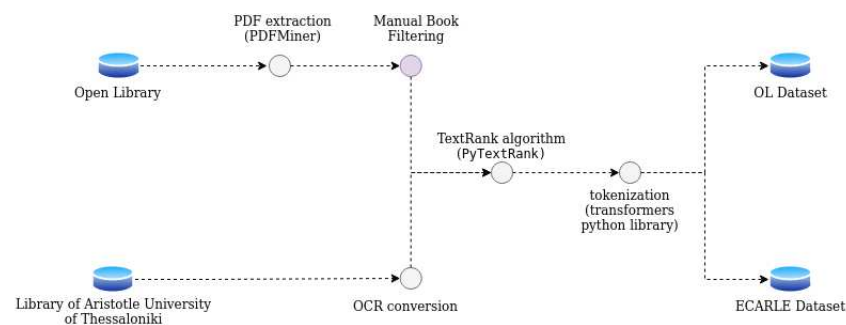 PDF extraction
(PDFMiner)
Manual Book
Filtering
Open Library
OL Dataset
TextRank algorithm
(PyTextRank)
tokenization
(transformers
python library)
Library of Aristotle University
of Thessaloniki
OCR conversion
ECARLE Dataset